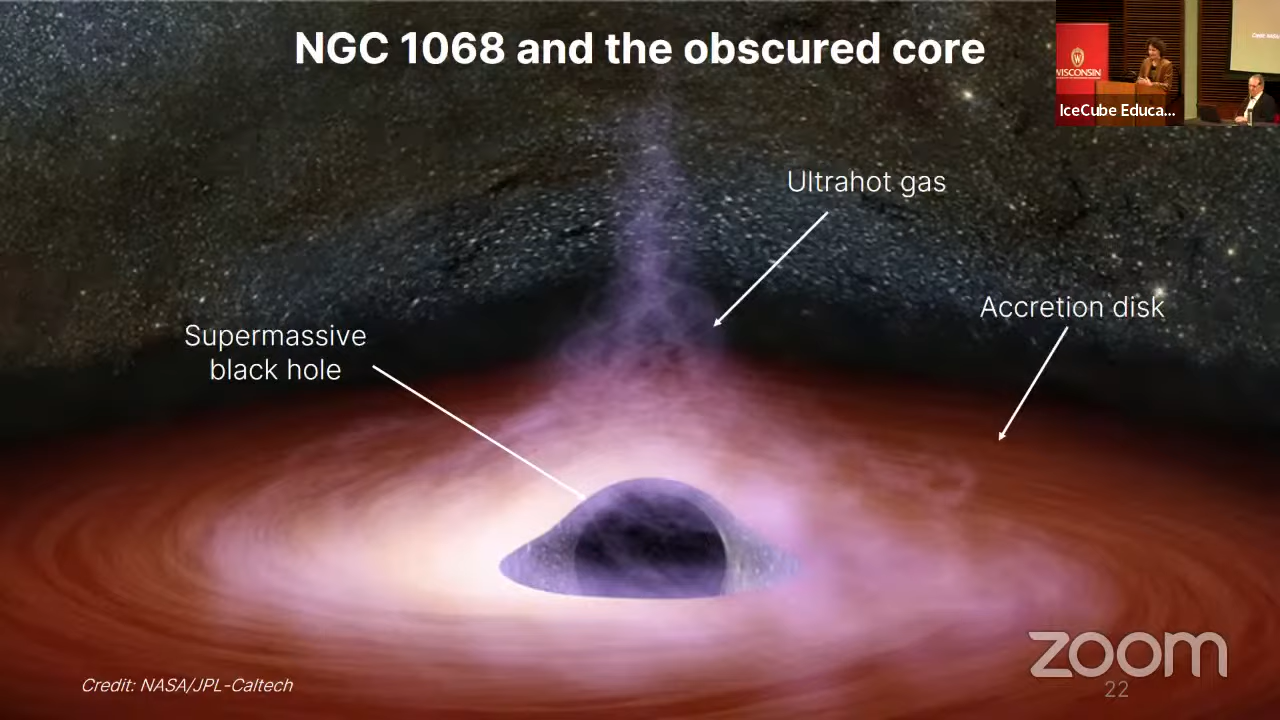 NGC 1068 and the obscured core
WISCONSIN
IceCube Educa...
Ultrahot gas
Accretion disk
Supermassive
black hole
zoom
Credit: NASA/JPL-Caltech
22